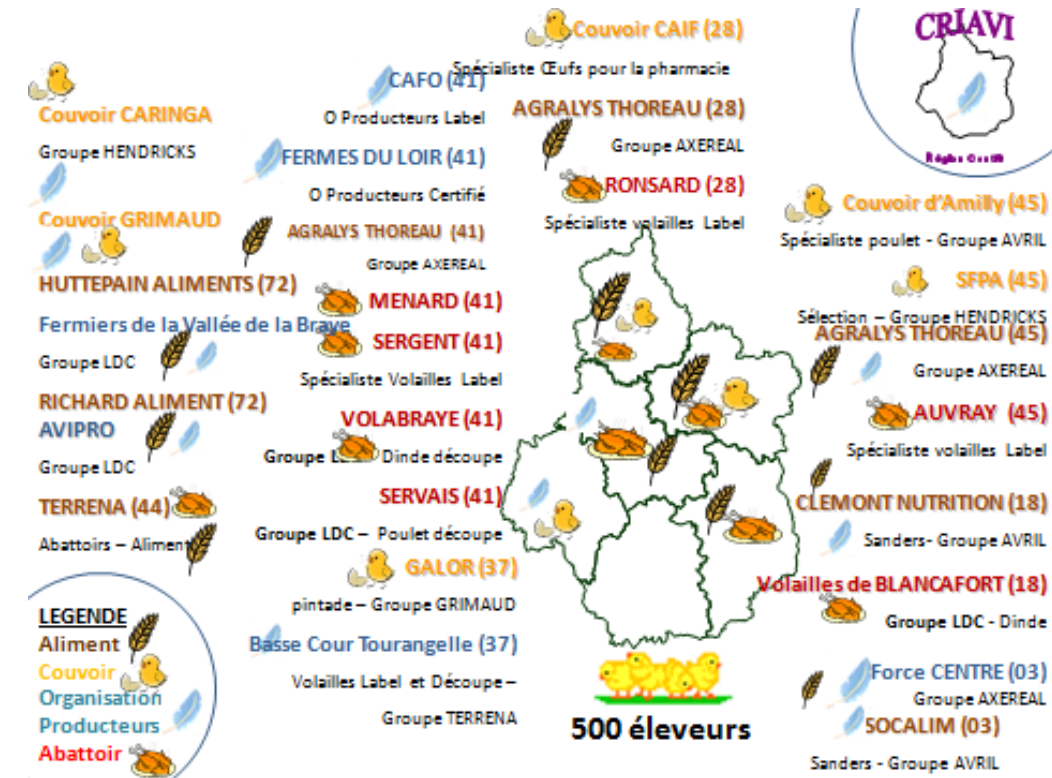 Couvoir CARINGA
Groupe HENDRICKS
Couvoir GRIMAUD
HUTTEPAIN ALIMENTS (72)
Fermiers de la Vallée de la Braye
Groupe LDC
RICHARD ALIMENT (72)
AVIPRO
Groupe LDC
TERRENA (44)
Abattoirs – Aliment
LEGENDE
Aliment
Couvoir
Organisation
Producteurs
Abattoir
CAFO (41)
O Producteurs Label
FERMES DU LOIR (41)
O Producteurs Certifié
AGRALYS THOREAU (41)
Groupe AXEREAL
MENARD (41)
SERGENT (41)
Spécialiste Volailles Label
VOLABRAYE (41)
Groupe Dinde découpe
SERVAIS (41)
Groupe LDC – Poulet découpe
GALOR (37)
pintade – Groupe GRIMAUD
Basse Cour Tourangelle (37)
Volailles Label et Découpe –
Groupe TERRENA
Couvoir CAIF (28)
Spécialiste Œufs pour la pharmacie
AGRALYS THOREAU (28)
Groupe AXEREAL
RONSARD (28)
Spécialiste volailles Label
500 éleveurs
CRIAVI
Couvoir d'Amilly (45)
Spécialiste poulet - Groupe AVRIL
SFPA (45)
Sélection – Groupe HENDRICKS
AGRALYS THOREAU (45)
Groupe AXEREAL
AUVRAY (45)
Spécialiste volailles Label
CLEMONT NUTRITION (18)
Sanders- Groupe AVRIL
Volailles de BLANCAFORT (18)
Groupe LDC - Dinde
Force CENTRE (03)
Groupe AXEREAL
SOCALIM (03)
Sanders - Groupe AVRIL